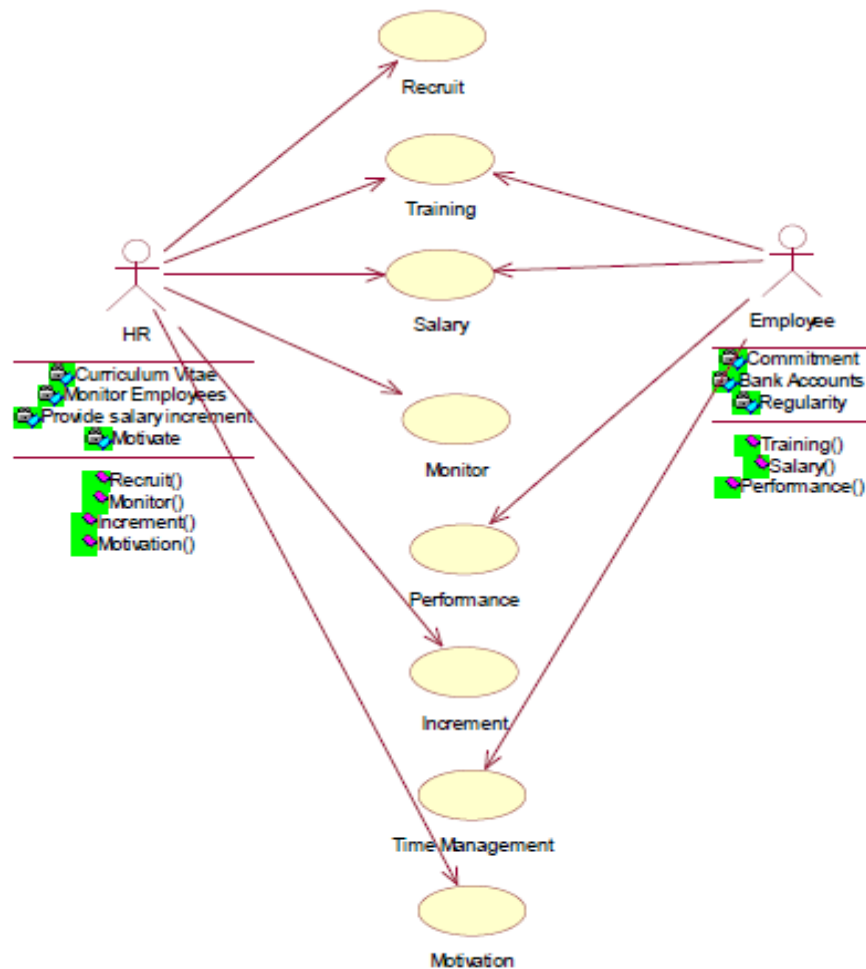 Recruit
Training
Salary
HR
Curriculum Vitae
Monitor Employees
Provide salary increment
Motivate
Recruit()
Monitor()
Increment()
Motivation()
Employee
Commitment
Bank Accounts
Regularity
Training()
Salary()
Performance()
Monitor
Performance
Increment
Time Management
Motivation